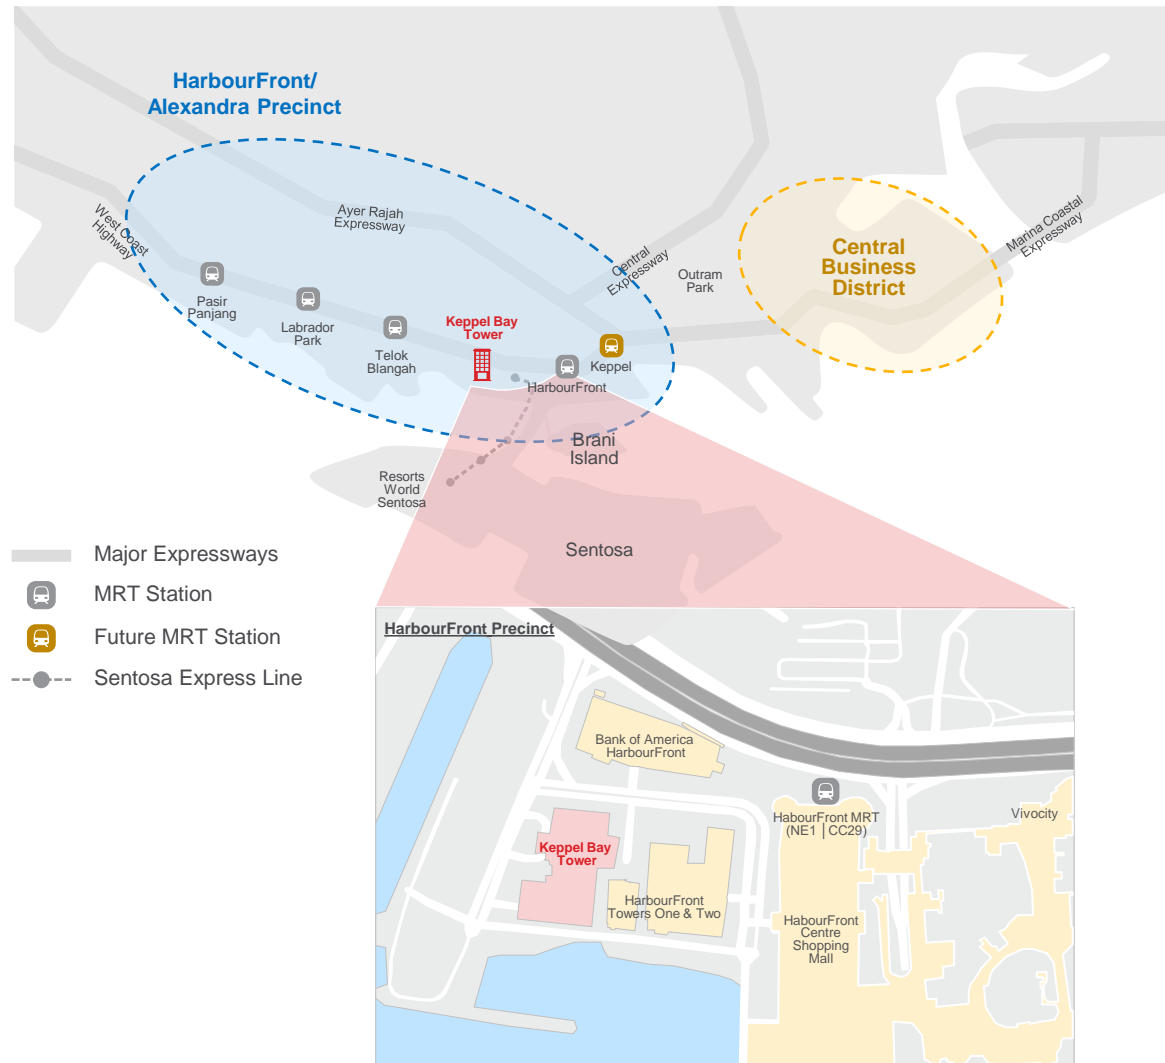 HarbourFront/
Alexandra Precinct
Ayer Rajah
Expressway
West Coast
Highway
Central
Expressway
Outram
Park
Central
Business
District
Marina Coastal
Expressway
Pasir
Panjang
Labrador
Park
Telok
Blangah
Keppel Bay
Tower
HarbourFront
Keppel
Brani
Island
Resorts
World
Sentosa
Sentosa
Major Expressways
MRT Station
Future MRT Station
Sentosa Express Line
HarbourFront Precinct
Bank of America
HarbourFront
HabourFront MRT
(NE1 | CC29)
Vivocity
Keppel Bay
Tower
HarbourFront
Towers One & Two
HabourFront
Centre
Shopping
Mall